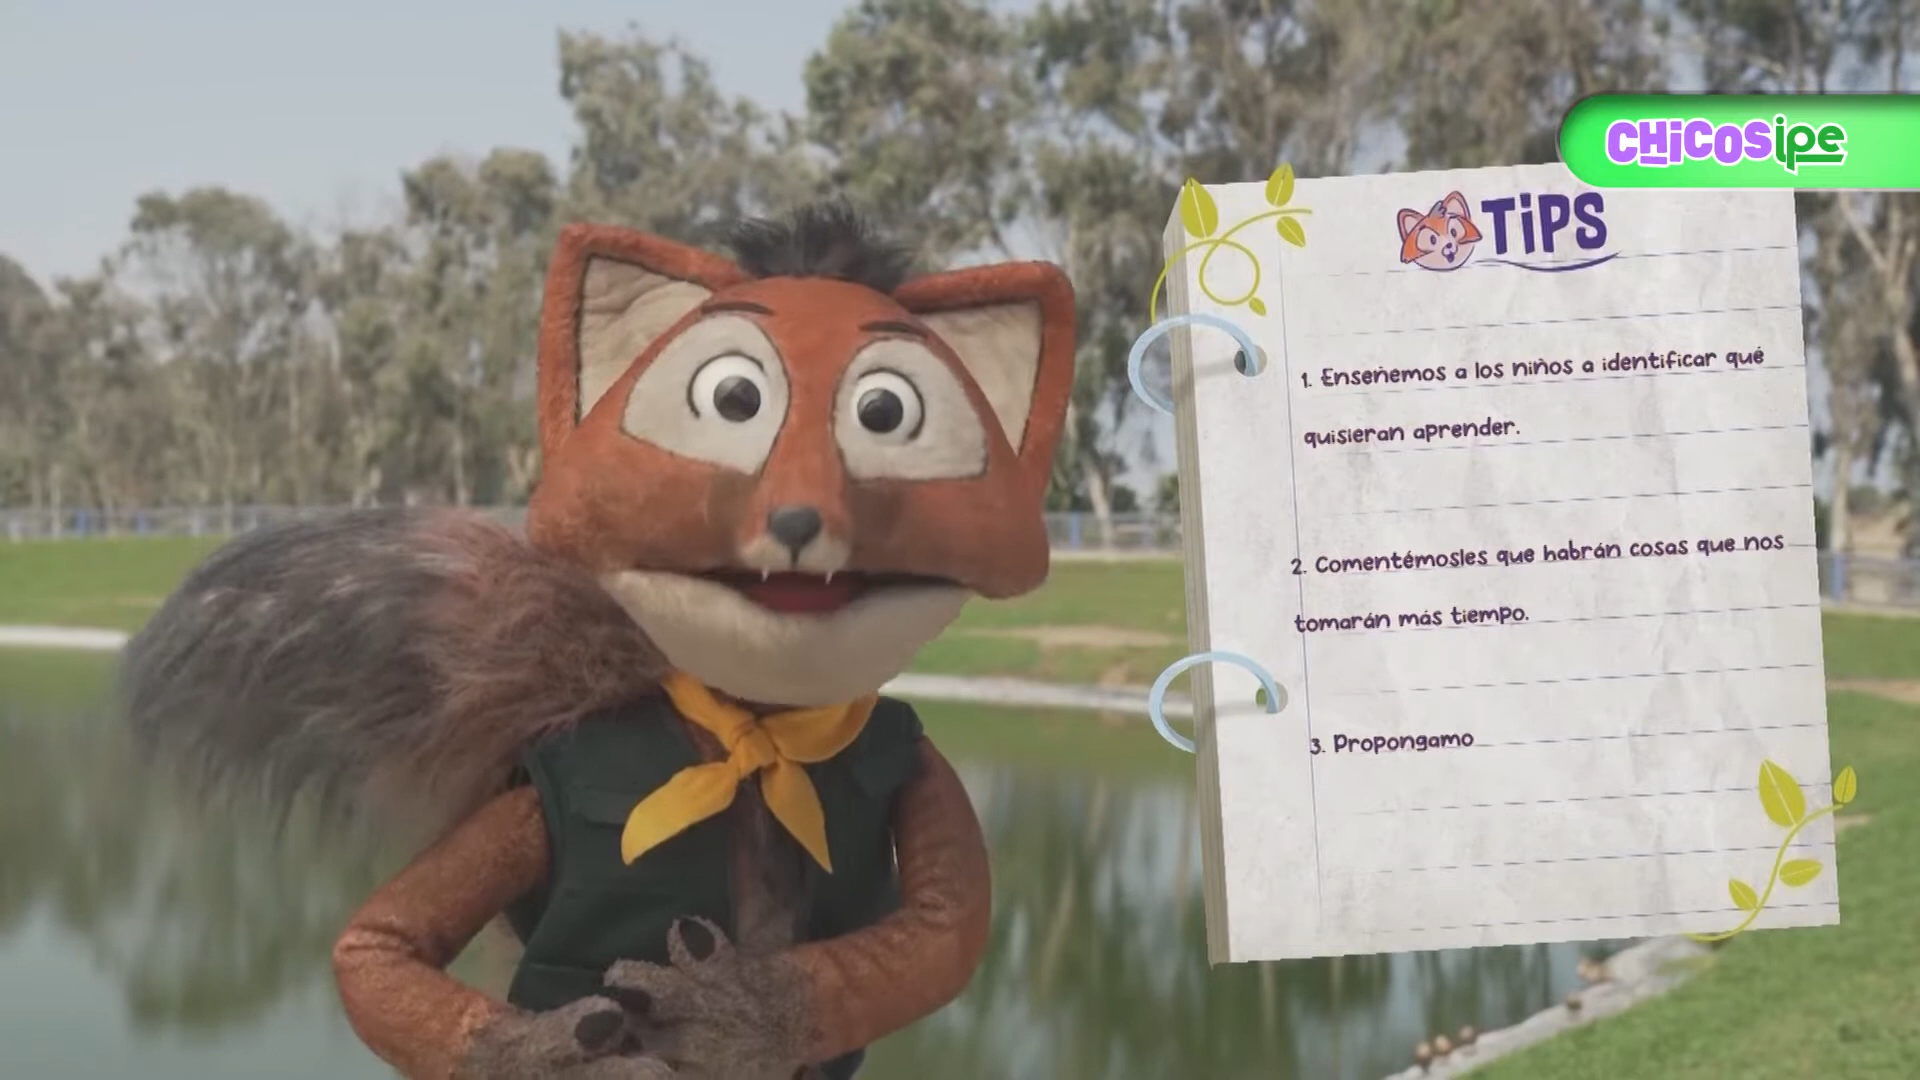 CHiCOSipe
TiPS
1. Enseñemos a los niños a identificar qué
quisieran aprender.
2. Comentémosles que habrán cosas que nos
tomarán más tiempo.
3. Propongamo